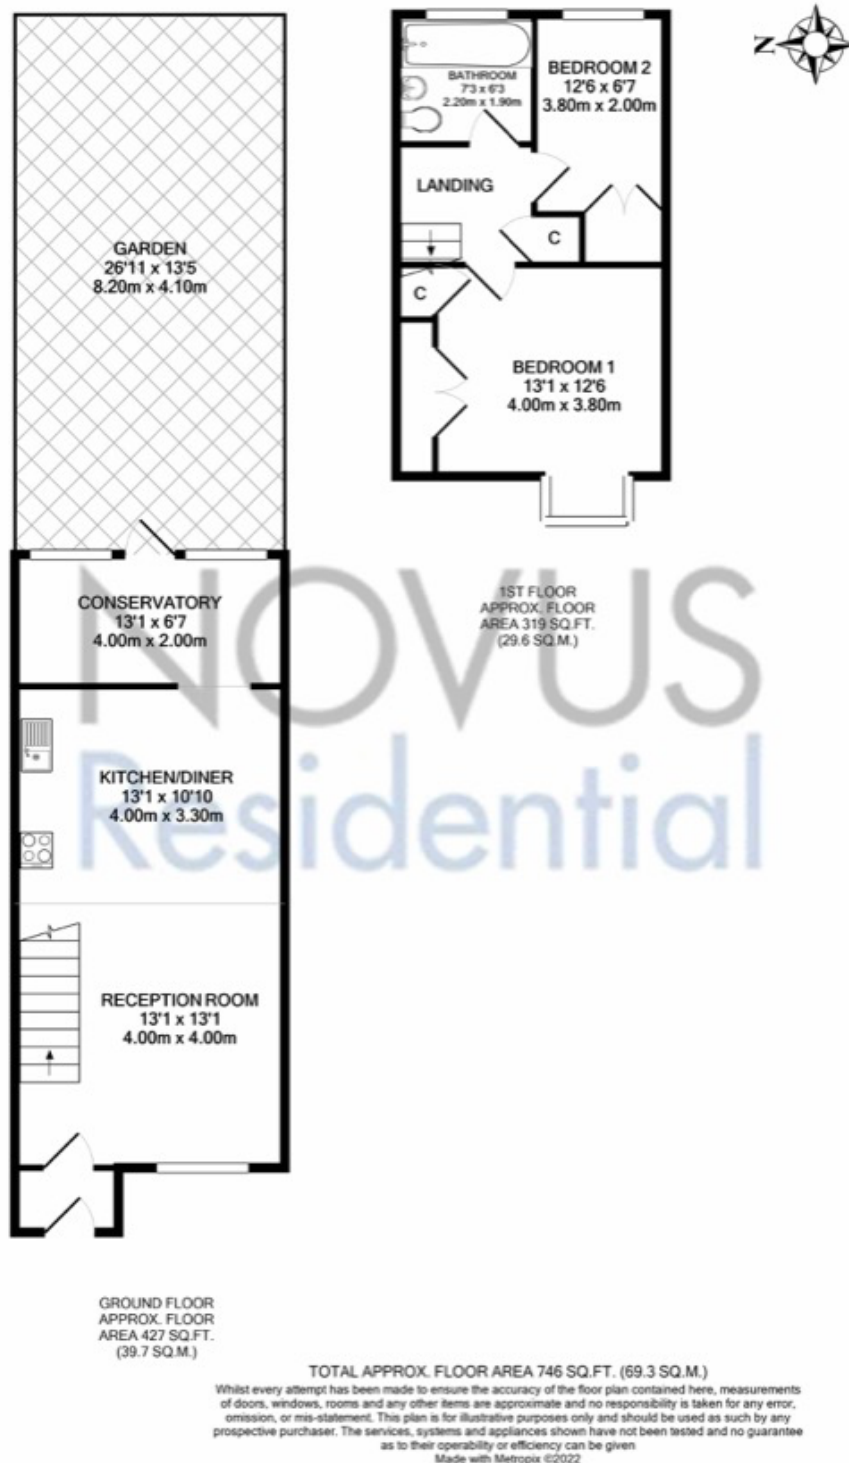 N
BATHROOM
7'3 x 6'3
2.20m x 1.90m
BEDROOM 2
12'6 x 6'7
3.80m x 2.00m
LANDING
C
C
BEDROOM 1
13'1 x 12'6
4.00m x 3.80m
1ST FLOOR
APPROX. FLOOR
AREA 319 SQ.FT.
(29.6 SQ.M.)
GARDEN
26'11 x 13'5
8.20m x 4.10m
CONSERVATORY
13'1 x 6'7
4.00m x 2.00m
NOVUS
Residential
KITCHEN/DINER
13'1 x 10'10
4.00m x 3.30m
RECEPTION ROOM
13'1 x 13'1
4.00m x 4.00m
GROUND FLOOR
APPROX. FLOOR
AREA 427 SQ.FT.
(39.7 SQ.M.)
TOTAL APPROX. FLOOR AREA 746 SQ.FT. (69.3 SQ.M.)
Whilst every attempt has been made to ensure the accuracy of the floor plan contained here, measurements
of doors, windows, rooms and any other items are approximate and no responsibility is taken for any error,
omission, or mis-statement. This plan is for illustrative purposes only and should be used as such by any
prospective purchaser. The services, systems and appliances shown have not been tested and no guarantee
as to their operability or efficiency can be given
Made with Metropix ©2022